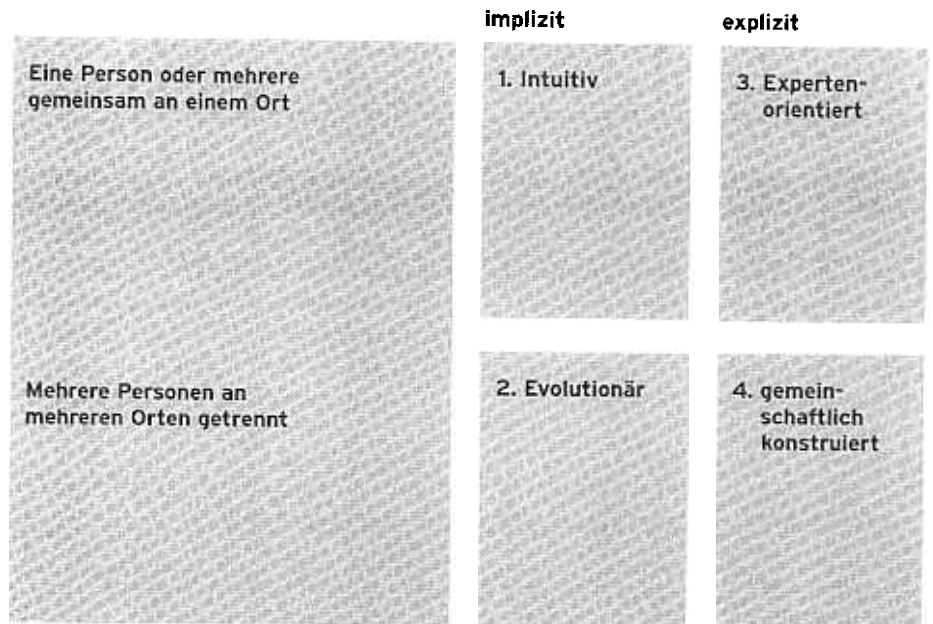 implizit
explizit
Eine Person oder mehrere
gemeinsam an einem Ort
1. Intuitiv
3. Experten-
orientiert
Mehrere Personen an
mehreren Orten getrennt
2. Evolutionär
4. gemein-
schaftlich
konstruiert